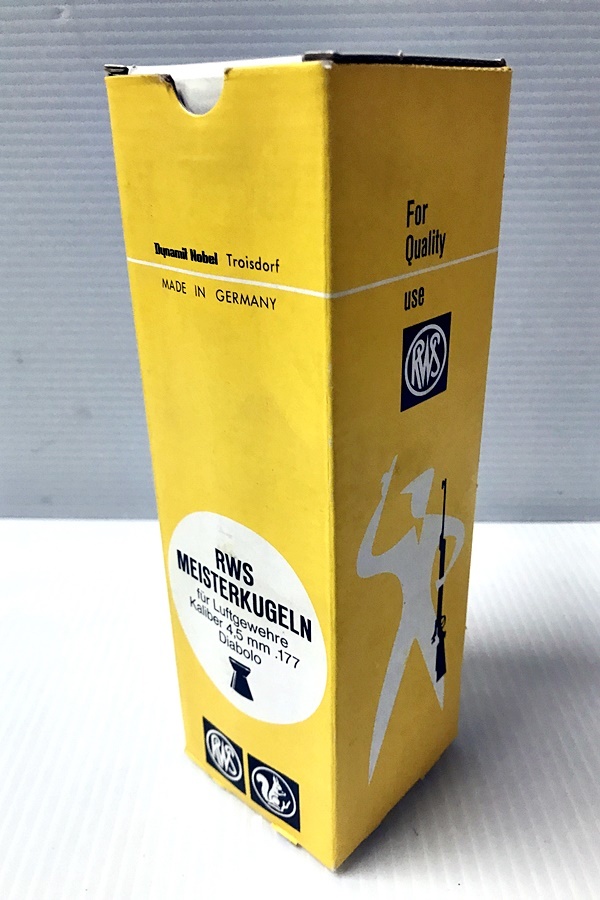 Dynamit Nobel Troisdorf
MADE IN GERMANY
RWS
MEISTERKUGELN
für Luftgewehre
Kaliber 4,5 mm .177
Diabolo
RWS
For
Quality
use
RWS